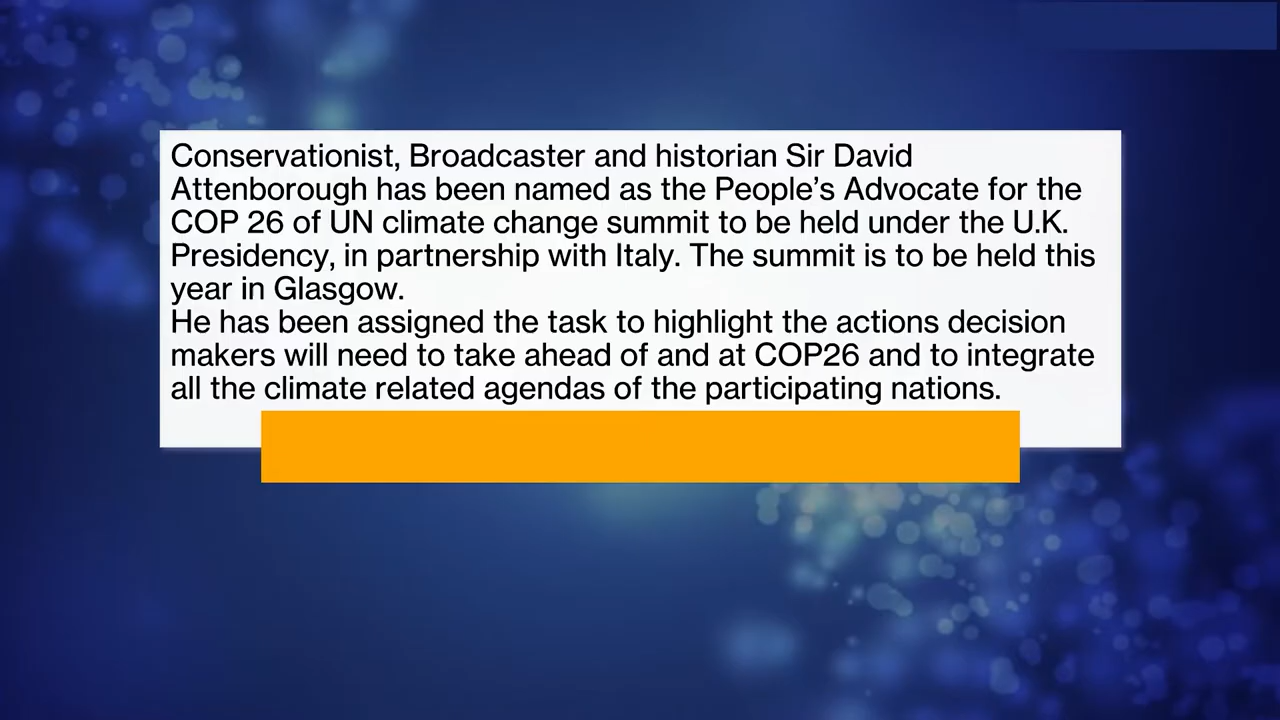 Conservationist, Broadcaster and historian Sir David
Attenborough has been named as the People’s Advocate for the
COP 26 of UN climate change summit to be held under the U.K.
Presidency, in partnership with Italy. The summit is to be held this
year in Glasgow.
He has been assigned the task to highlight the actions decision
makers will need to take ahead of and at COP26 and to integrate
all the climate related agendas of the participating nations.